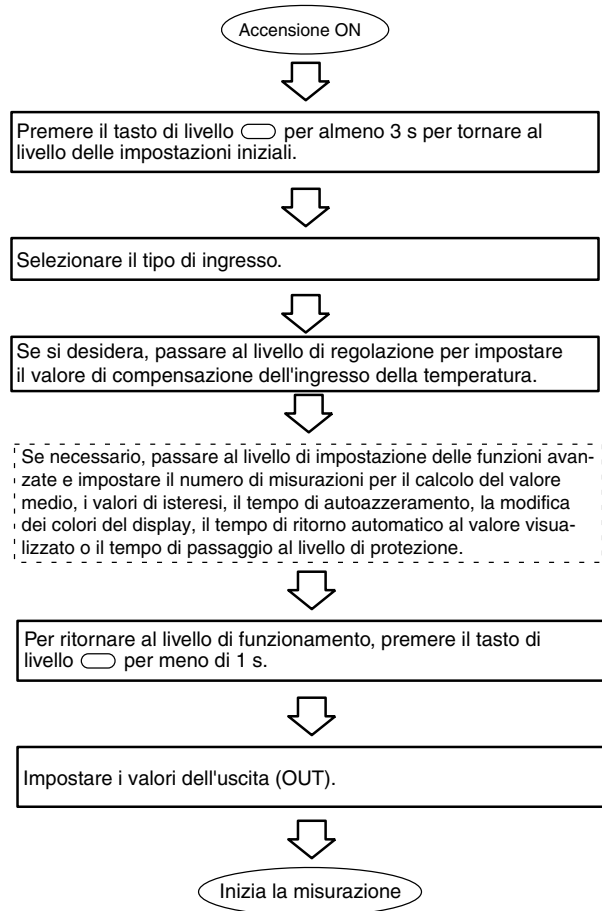 Accensione ON
Premere il tasto di livello per almeno 3 s per tornare al
livello delle impostazioni iniziali.
Selezionare il tipo di ingresso.
Se si desidera, passare al livello di regolazione per impostare
il valore di compensazione dell'ingresso della temperatura.
Se necessario, passare al livello di impostazione delle funzioni avan-
zate e impostare il numero di misurazioni per il calcolo del valore
medio, i valori di isteresi, il tempo di autoazzeramento, la modifica
dei colori del display, il tempo di ritorno automatico al valore visua-
lizzato o il tempo di passaggio al livello di protezione.
Per ritornare al livello di funzionamento, premere il tasto di
livello per meno di 1 s.
Impostare i valori dell'uscita (OUT).
Inizia la misurazione